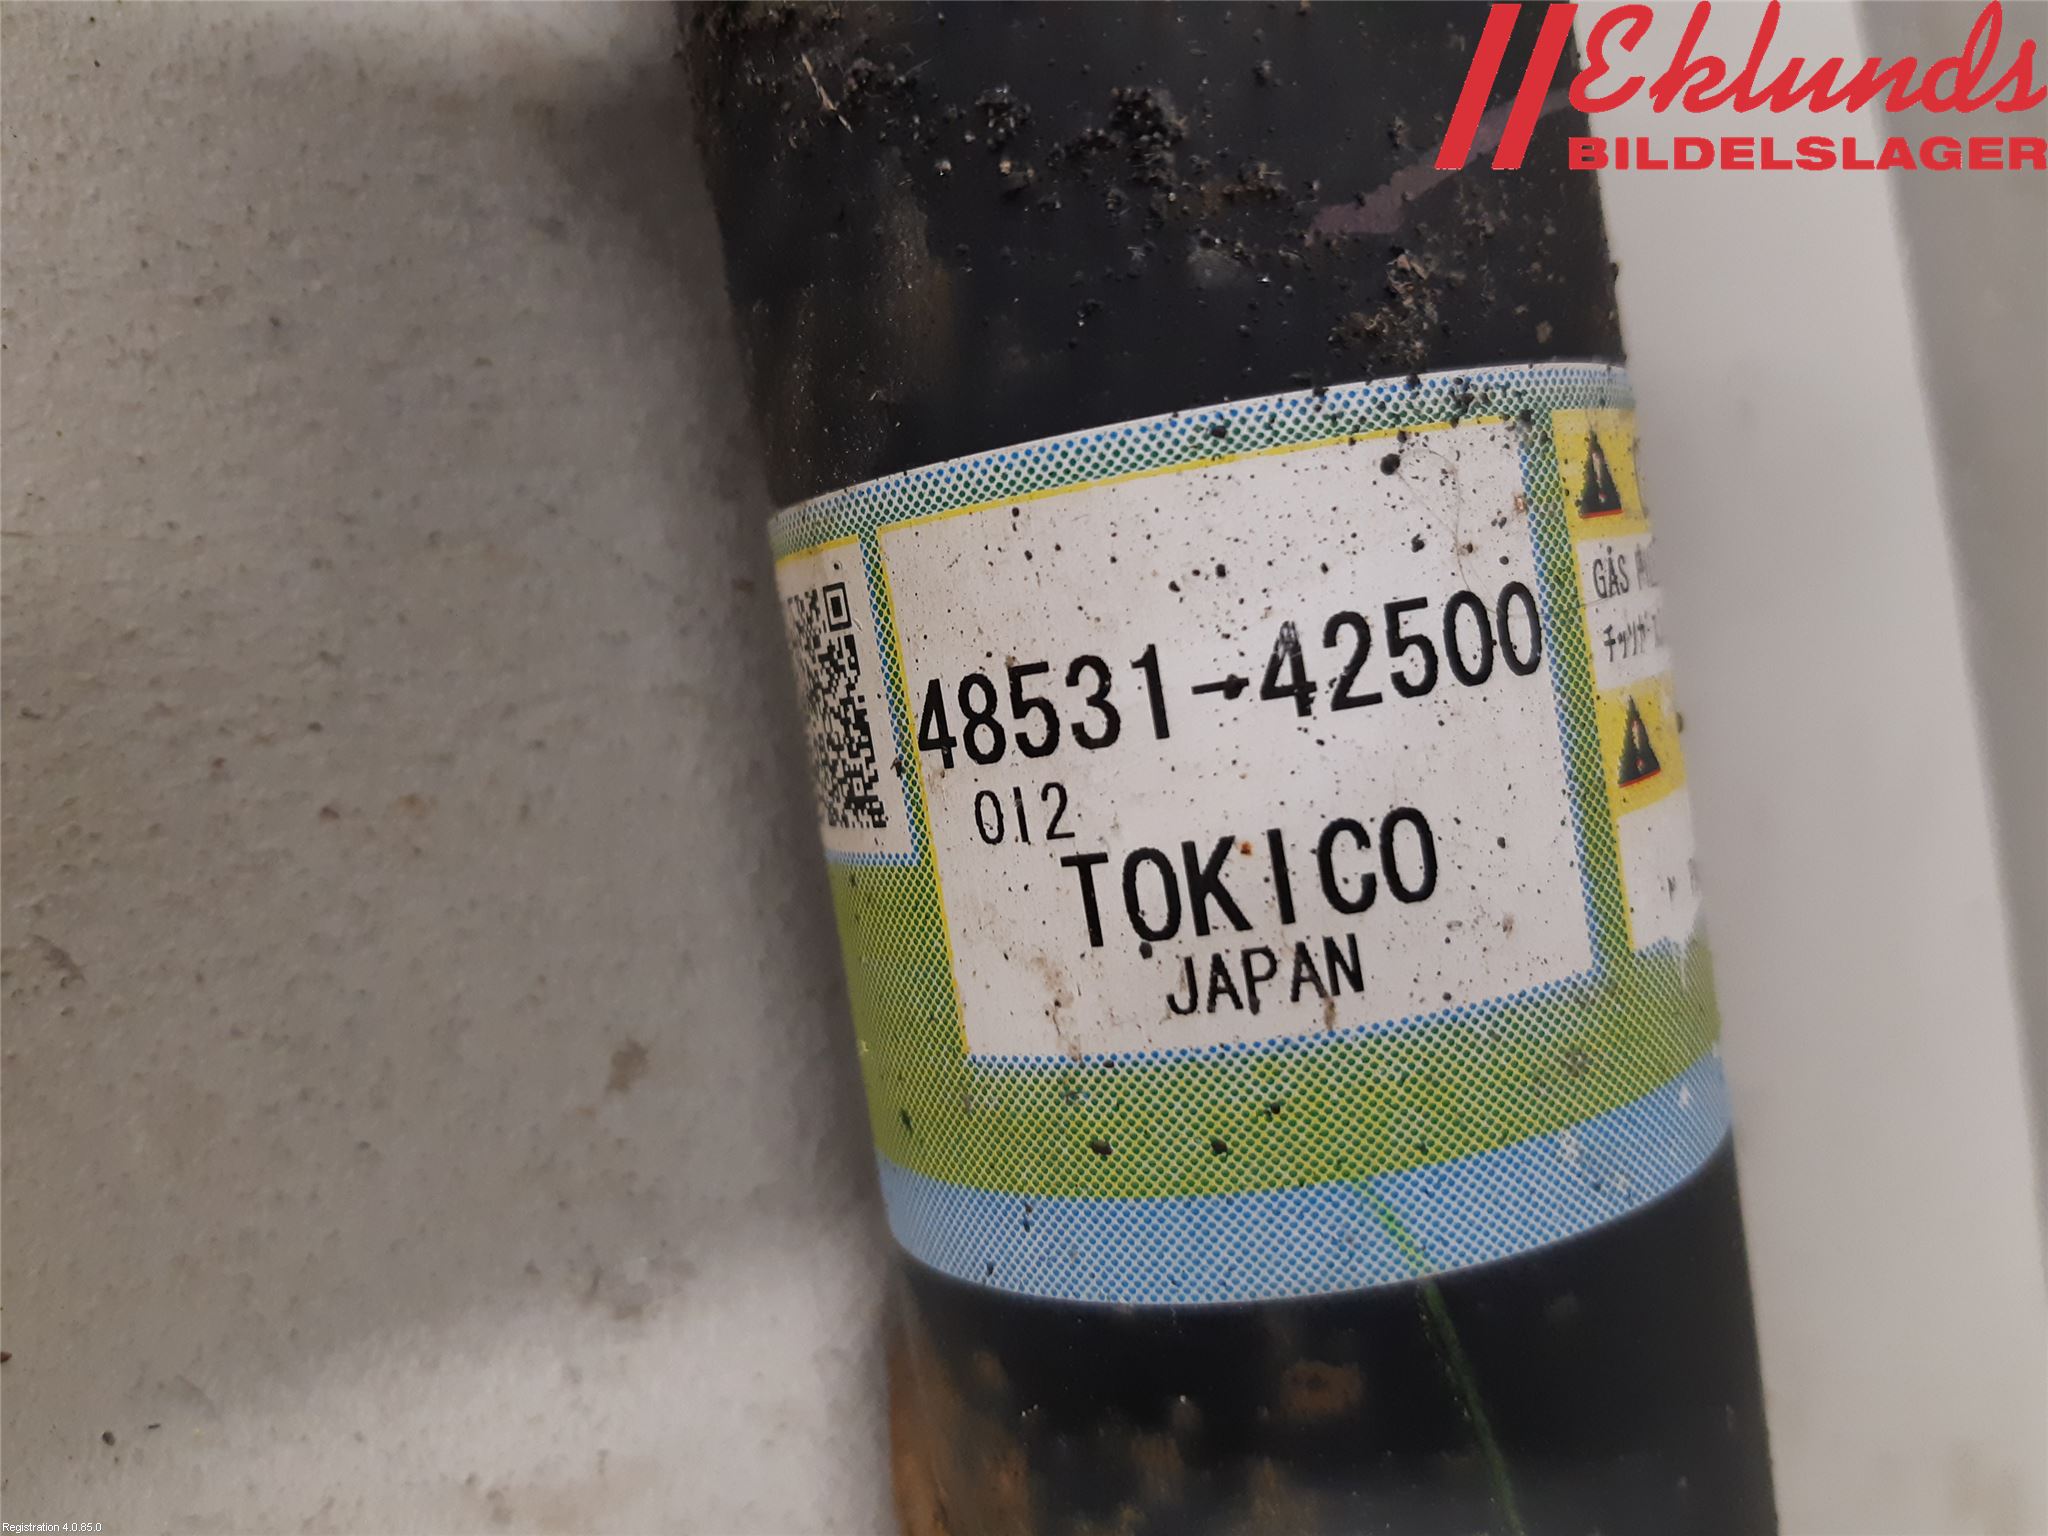 Eklunds
BILDELSLAGER
48531-42500
012
TOKICO
JAPAN
GAS
Registration 4.0.85.0